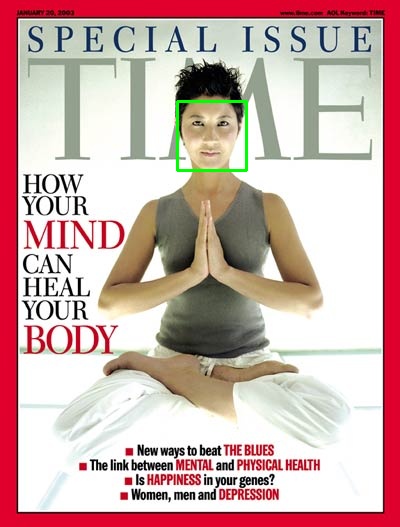 JANUARY 20, 2003
www.time.com AOL Keyword: TIME
SPECIAL ISSUE
TIME
HOW
YOUR
MIND
CAN
HEAL
YOUR
BODY
■ New ways to beat THE BLUES
■ The link between MENTAL and PHYSICAL HEALTH
■ Is HAPPINESS in your genes?
■ Women, men and DEPRESSION